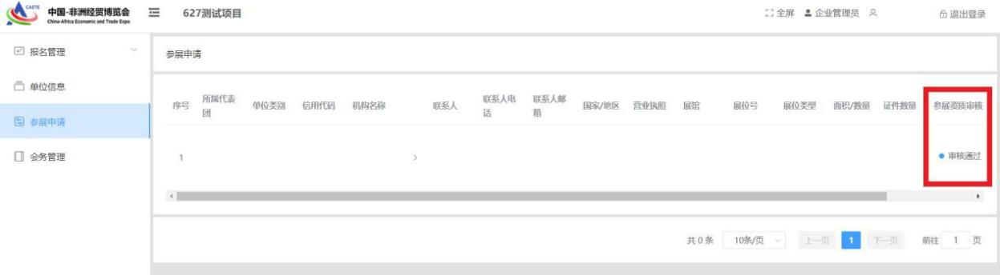 CAETE
中国-非洲经贸博览会
China-Africa Economic and Trade Expo
627测试项目
全屏 企业管理员
退出登录
报名管理
单位信息
参展申请
会务管理
参展申请
序号 所属代表团 单位类别 信用代码 机构名称 联系人 联系人电话 联系人邮箱 国家/地区 营业执照 展馆 展位号 展位类型 面积/数量 证件数量 参展资质审核
1 审核通过
共 0 条 10条/页 上一页 1 下一页 前往 1 页